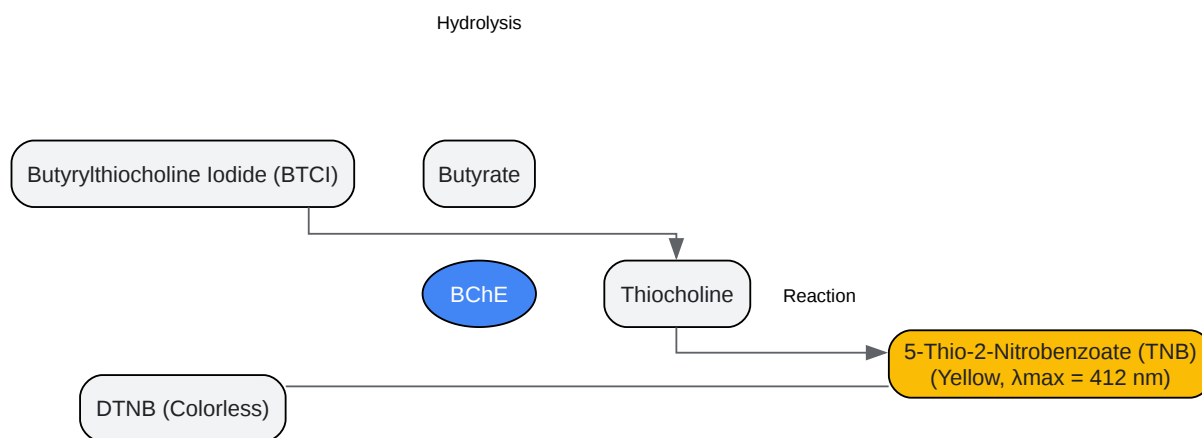 Hydrolysis
Butyrylthiocholine Iodide (BTCI)
Butyrate
BChE
Thiocholine
Reaction
5-Thio-2-Nitrobenzoate (TNB)
(Yellow, λmax = 412 nm)
DTNB (Colorless)